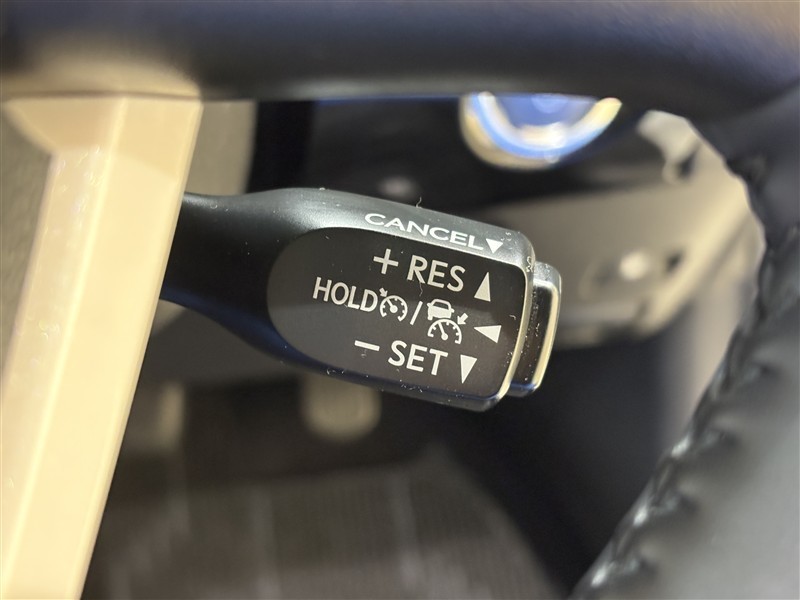 CANCEL▼
+ RES ▲
HOLD / ◀
− SET ▼